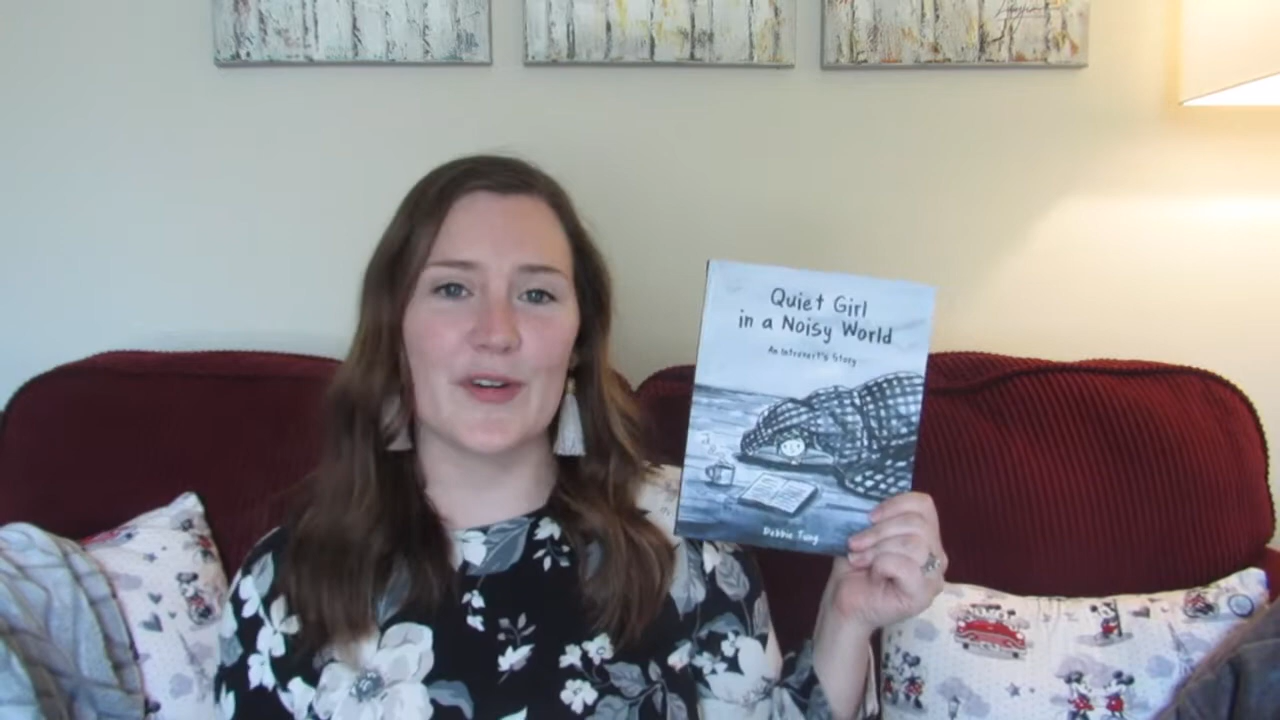 Quiet Girl
in a Noisy World
An Introvert's Story
Debbie Tung